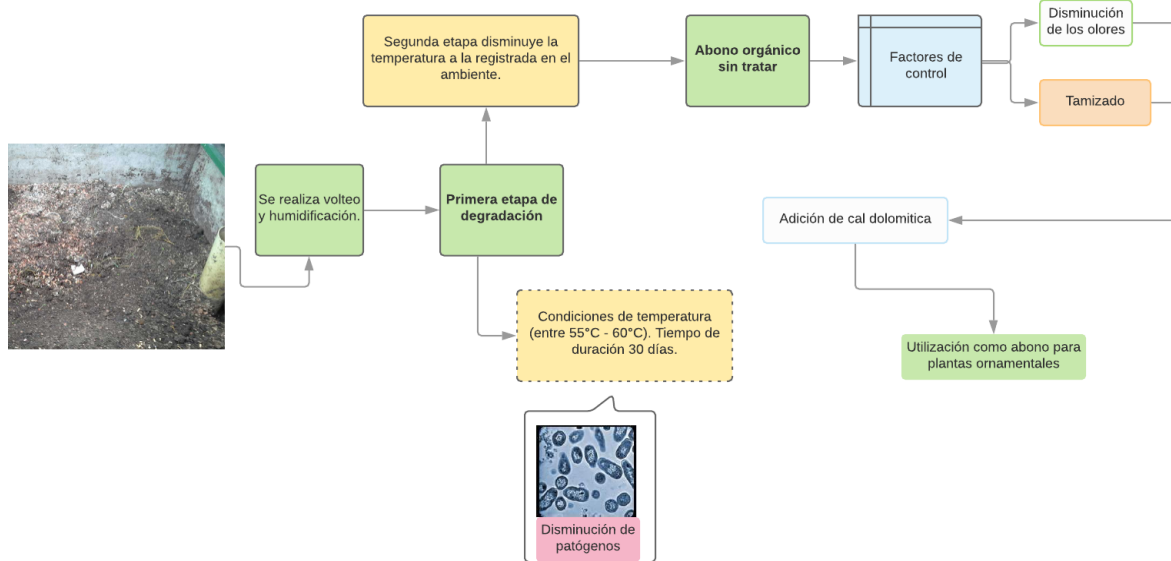 Segunda etapa disminuye la
temperatura a la registrada en el
ambiente.
Abono orgánico
sin tratar
Factores de
control
Disminución
de los olores
Tamizado
Se realiza volteo
y humidificación.
Primera etapa de
degradación
Adición de cal dolomitica
Condiciones de temperatura
(entre 55°C - 60°C). Tiempo de
duración 30 días.
Utilización como abono para
plantas ornamentales
Disminución de
patógenos